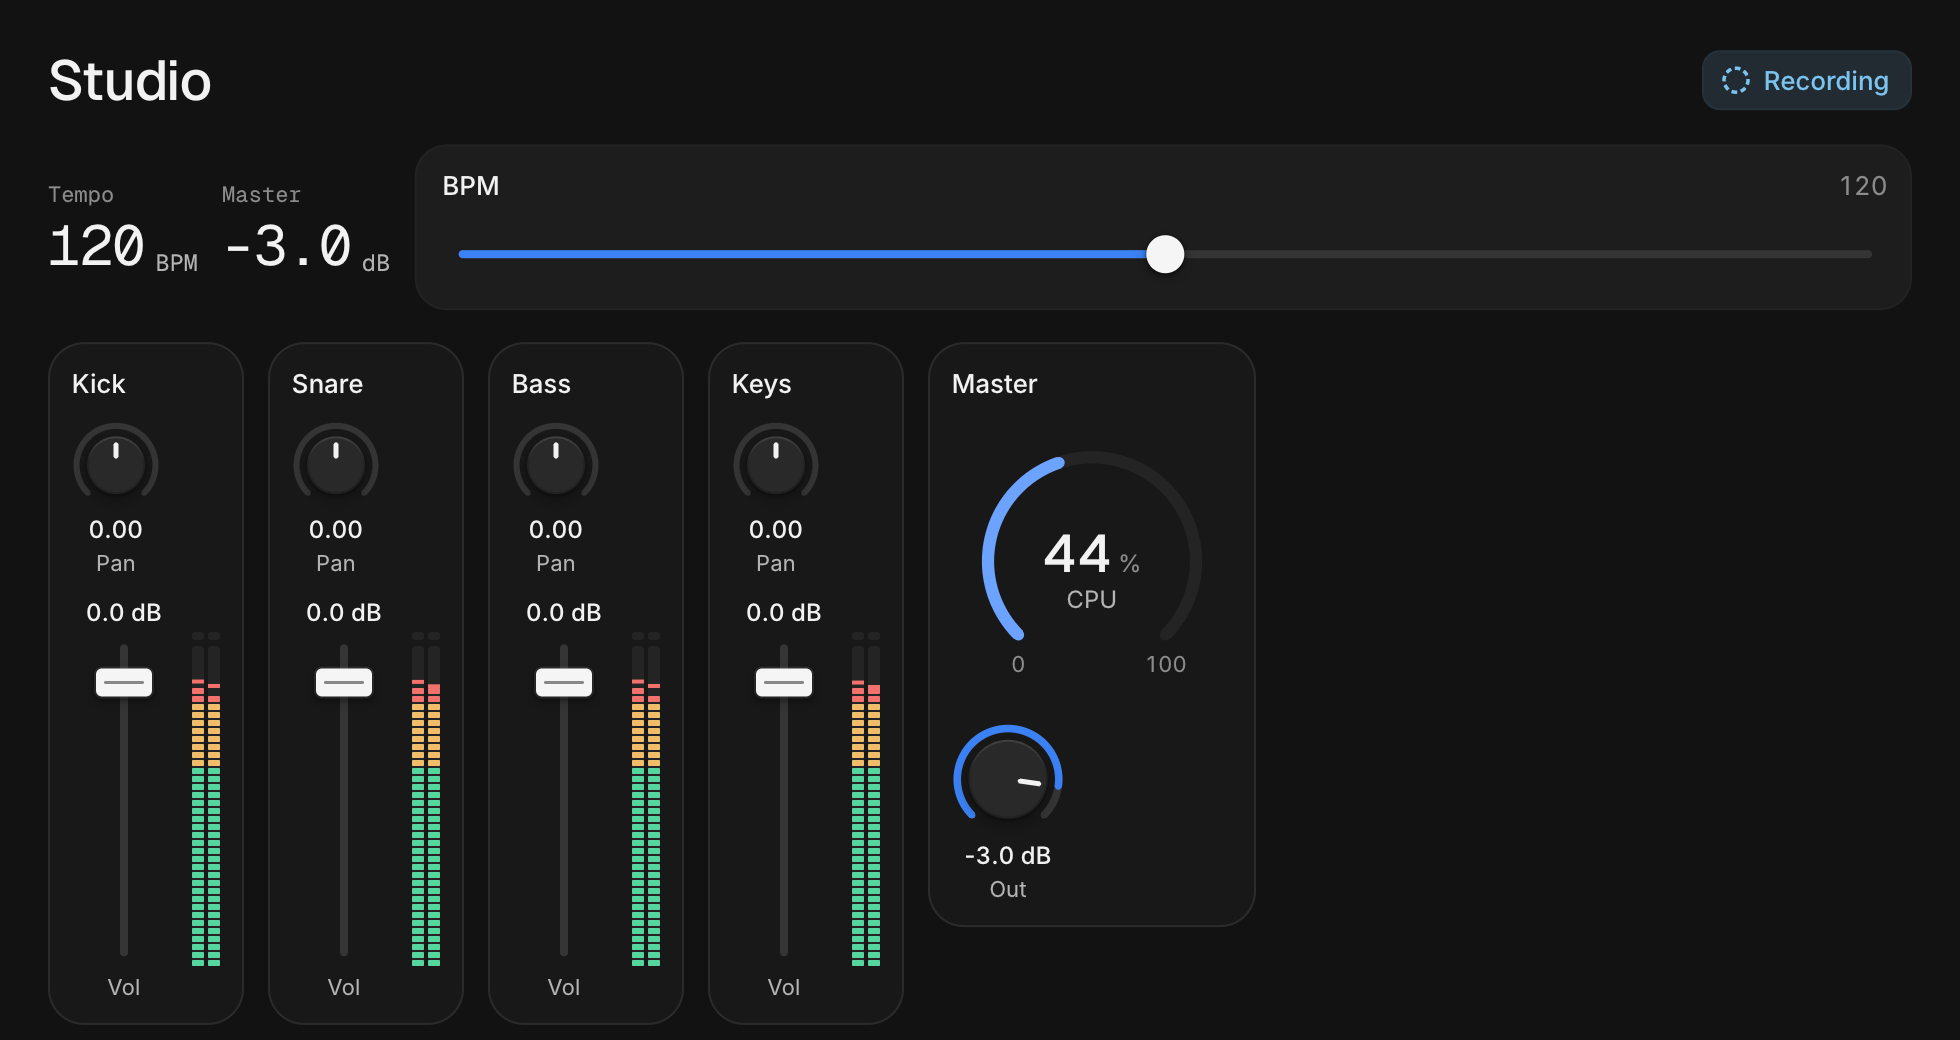 Studio
Recording
Tempo
120 BPM
Master
-3.0 dB
BPM
120
Kick
0.00
Pan
0.0 dB
Vol
Snare
0.00
Pan
0.0 dB
Vol
Bass
0.00
Pan
0.0 dB
Vol
Keys
0.00
Pan
0.0 dB
Vol
Master
44 %
CPU
0
100
-3.0 dB
Out